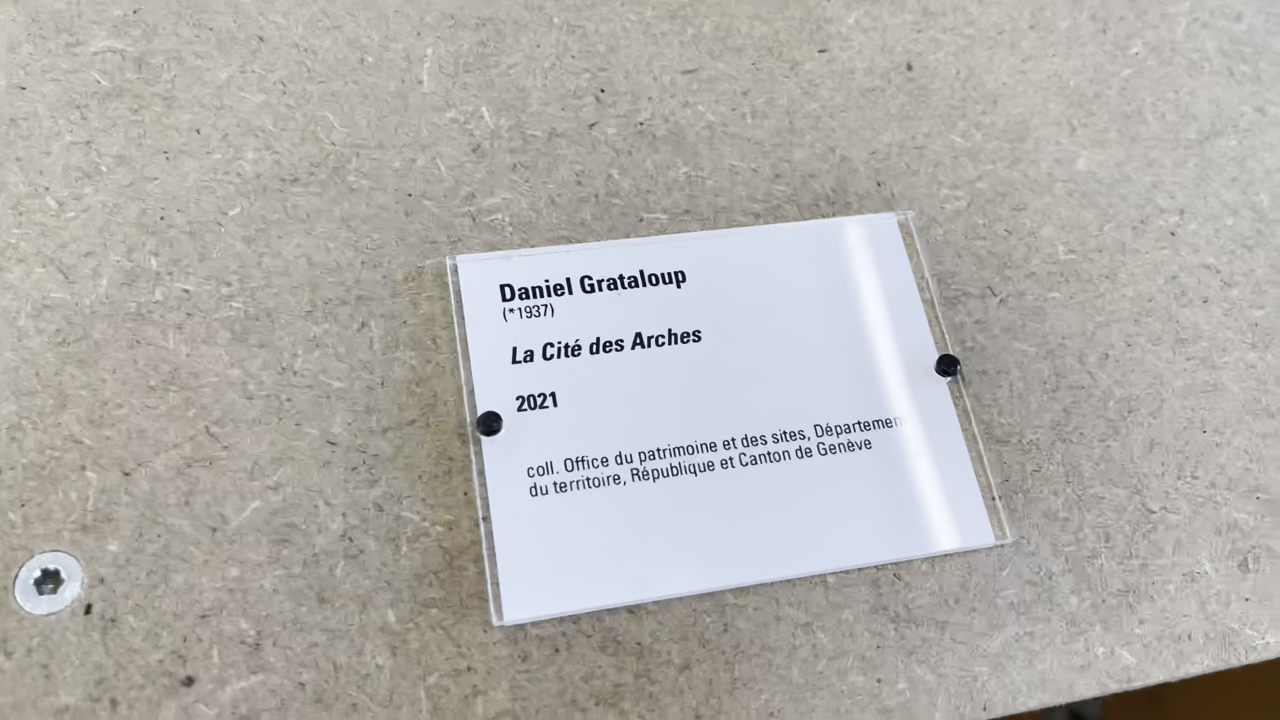 Daniel Grataloup
(*1937)
La Cité des Arches
2021
coll. Office du patrimoine et des sites, Département
du territoire, République et Canton de Genève